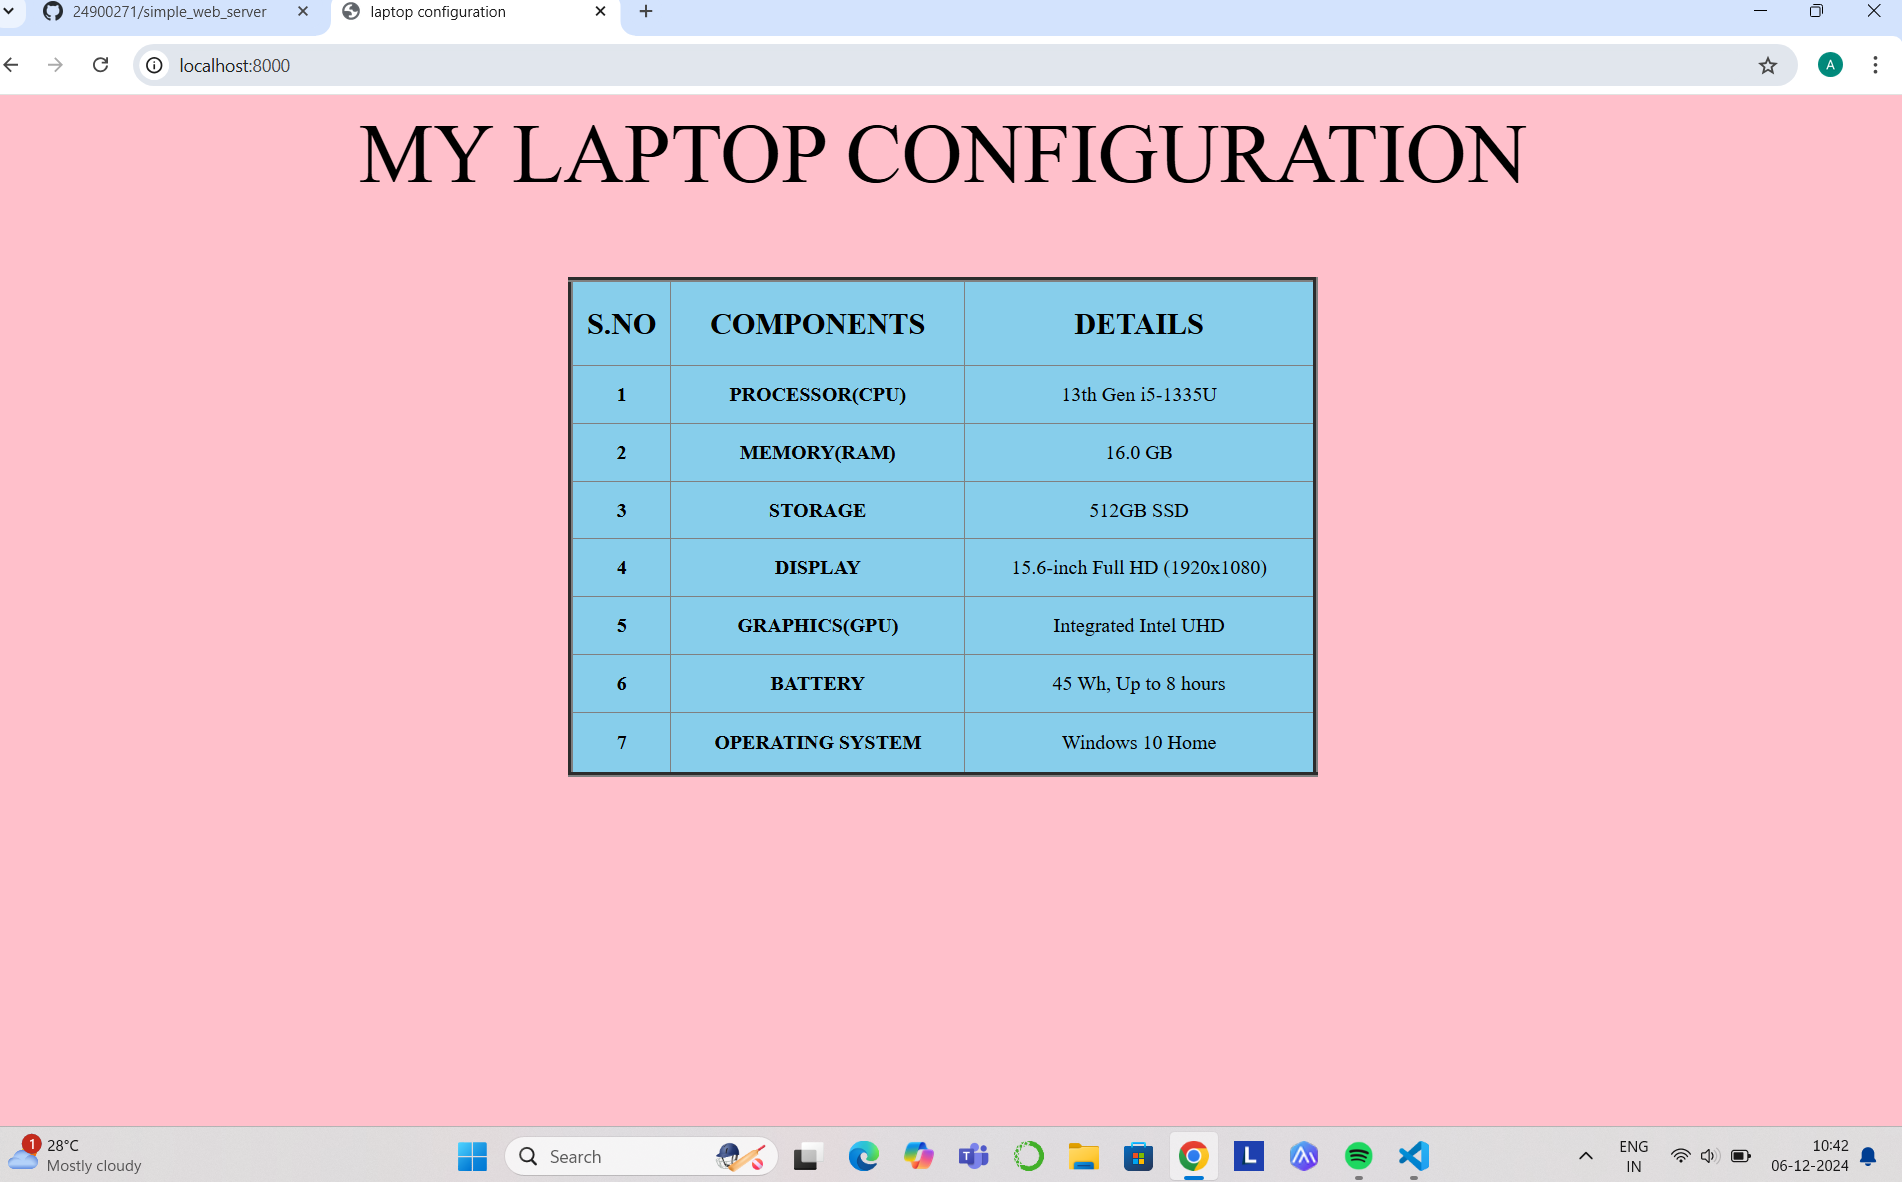 24900271/simple_web_server
laptop configuration
localhost:8000
A
MY LAPTOP CONFIGURATION
S.NO COMPONENTS DETAILS
1 PROCESSOR(CPU) 13th Gen i5-1335U
2 MEMORY(RAM) 16.0 GB
3 STORAGE 512GB SSD
4 DISPLAY 15.6-inch Full HD (1920x1080)
5 GRAPHICS(GPU) Integrated Intel UHD
6 BATTERY 45 Wh, Up to 8 hours
7 OPERATING SYSTEM Windows 10 Home
1 28°C
Mostly cloudy
Search
T
L
ENG
IN
10:42
06-12-2024